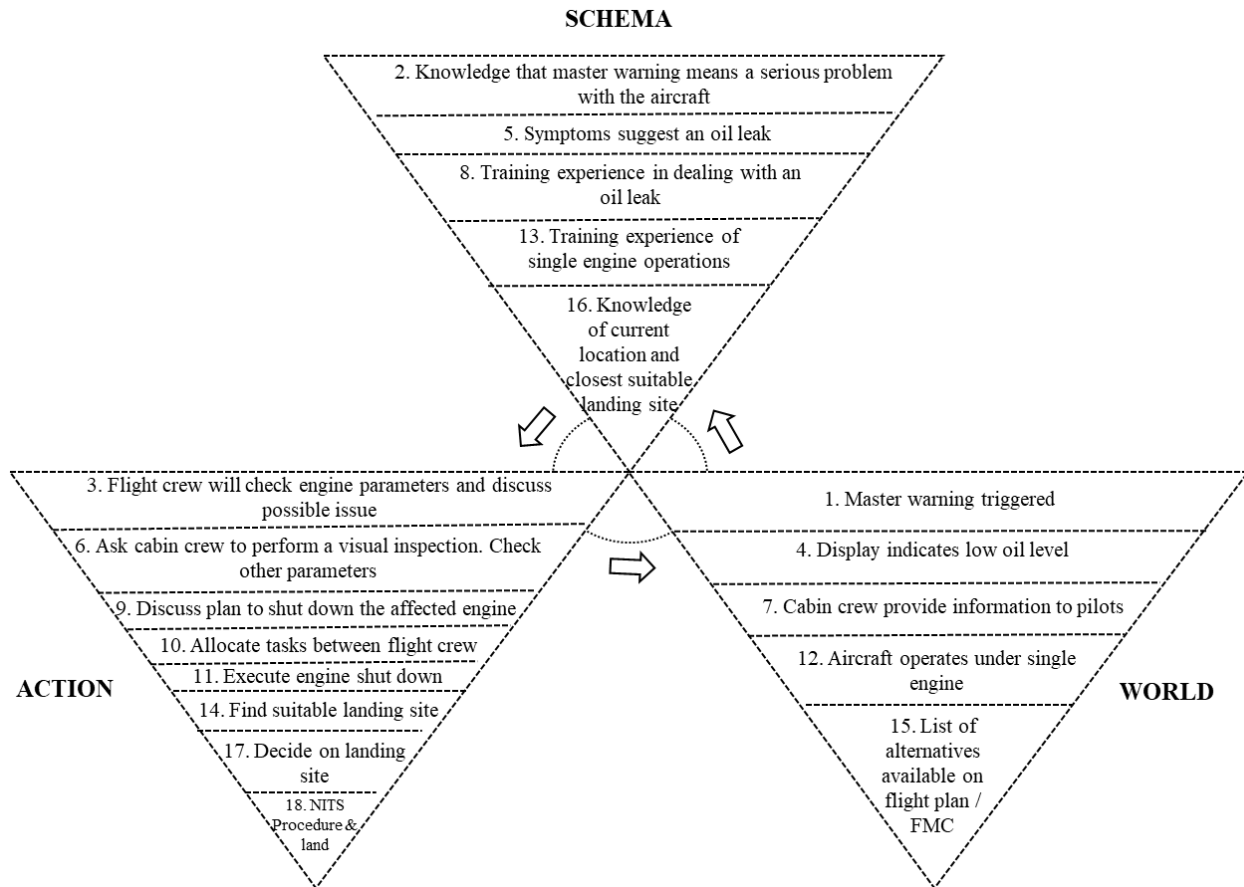 SCHEMA
2. Knowledge that master warning means a serious problem
with the aircraft
5. Symptoms suggest an oil leak
8. Training experience in dealing with an
oil leak
13. Training experience of
single engine operations
16. Knowledge
of current
location and
closest suitable
landing site
ACTION
3. Flight crew will check engine parameters and discuss
possible issue
6. Ask cabin crew to perform a visual inspection. Check
other parameters
9. Discuss plan to shut down the affected engine
10. Allocate tasks between flight crew
11. Execute engine shut down
14. Find suitable landing site
17. Decide on landing
site
18. NITS
Procedure &
land
WORLD
1. Master warning triggered
4. Display indicates low oil level
7. Cabin crew provide information to pilots
12. Aircraft operates under single
engine
15. List of
alternatives
available on
flight plan /
FMC